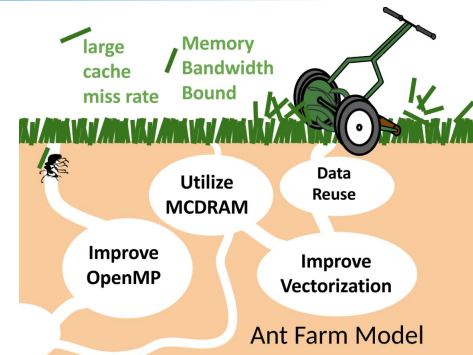 large
cache
miss rate
Memory
Bandwidth
Bound
Utilize
MCDRAM
Data
Reuse
Improve
OpenMP
Improve
Vectorization
Ant Farm Model